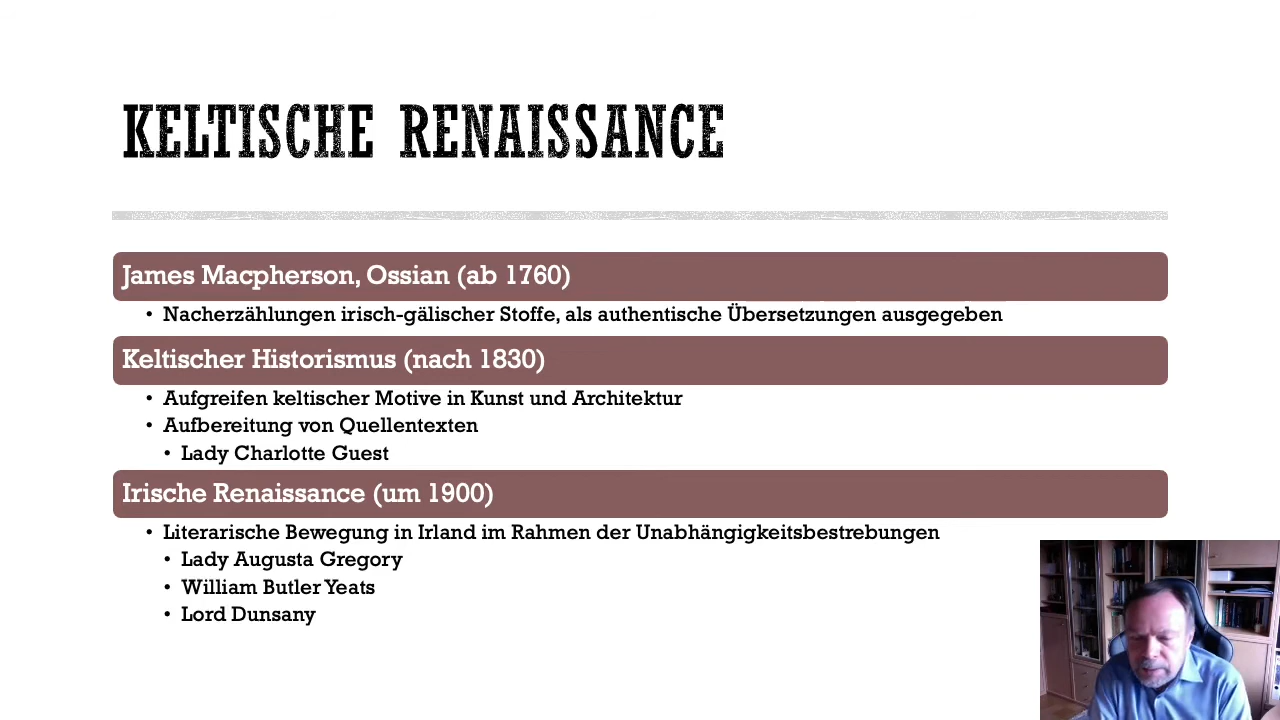 KELTISCHE RENAISSANCE
James Macpherson, Ossian (ab 1760)
• Nacherzählungen irisch-gälischer Stoffe, als authentische Übersetzungen ausgegeben
Keltischer Historismus (nach 1830)
• Aufgreifen keltischer Motive in Kunst und Architektur
• Aufbereitung von Quellentexten
• Lady Charlotte Guest
Irische Renaissance (um 1900)
• Literarische Bewegung in Irland im Rahmen der Unabhängigkeitsbestrebungen
• Lady Augusta Gregory
• William Butler Yeats
• Lord Dunsany